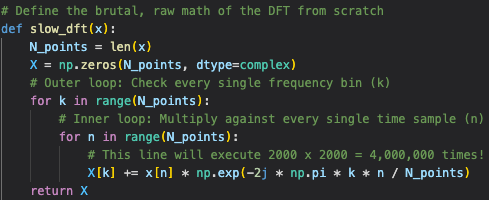 # Define the brutal, raw math of the DFT from scratch
def slow_dft(x):
    N_points = len(x)
    X = np.zeros(N_points, dtype=complex)
    # Outer loop: Check every single frequency bin (k)
    for k in range(N_points):
        # Inner loop: Multiply against every single time sample (n)
        for n in range(N_points):
            # This line will execute 2000 x 2000 = 4,000,000 times!
            X[k] += x[n] * np.exp(-2j * np.pi * k * n / N_points)
    return X